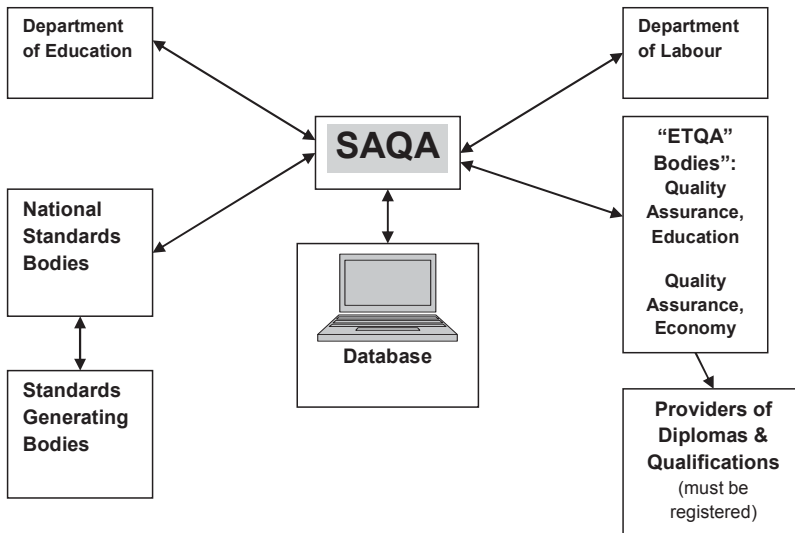 Department
of Education
Department
of Labour
SAQA
“ETQA”
Bodies”:
Quality
Assurance,
Education
Quality
Assurance,
Economy
National
Standards
Bodies
Database
Standards
Generating
Bodies
Providers of
Diplomas &
Qualifications
(must be
registered)